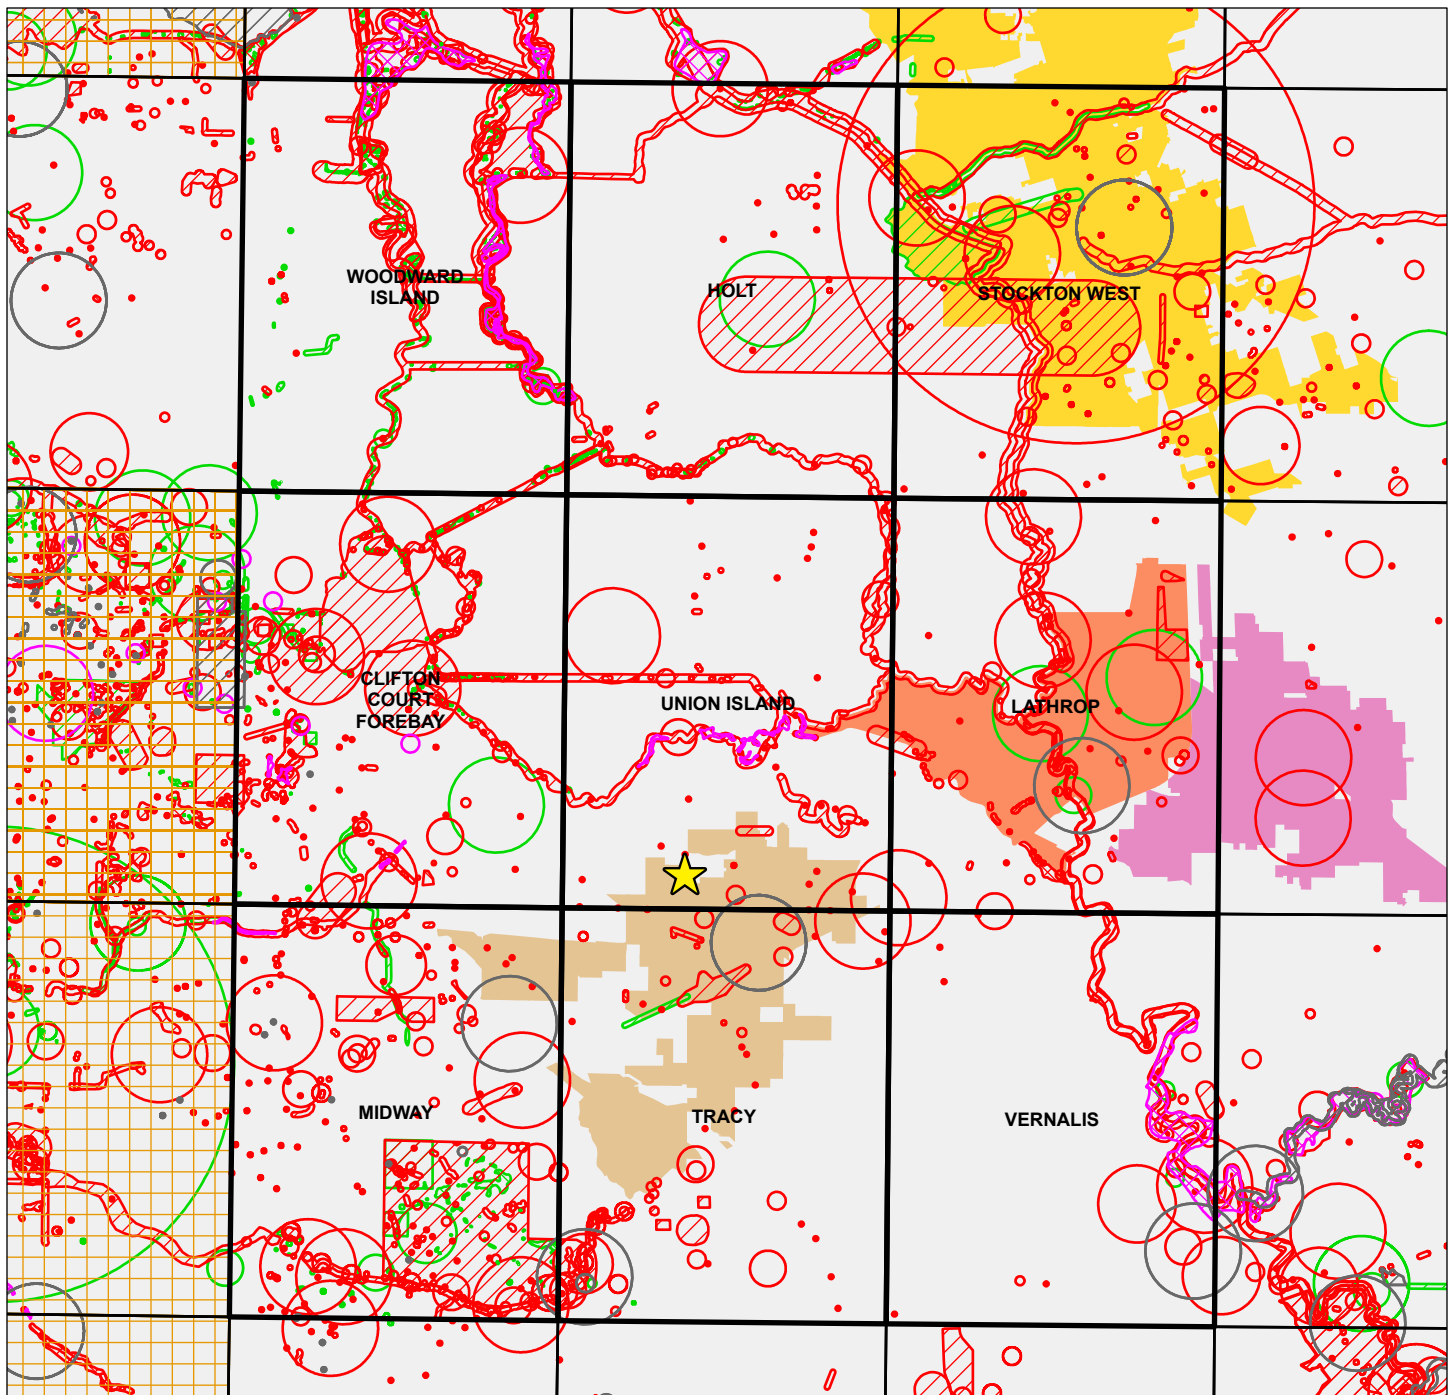 WOODWARD
ISLAND
HOLT
STOCKTON WEST
CLIFTON
COURT
FOREBAY
UNION ISLAND
LATHROP
MIDWAY
TRACY
VERNALIS